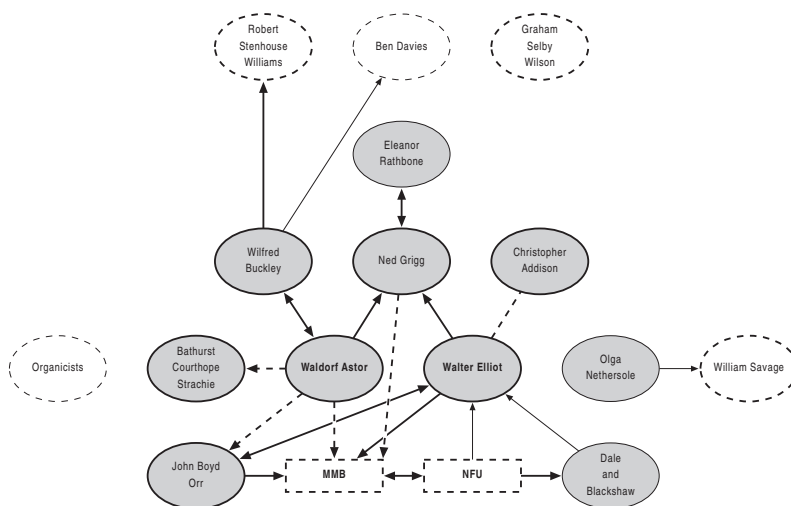 Robert
Stenhouse
Williams
Ben Davies
Graham
Selby
Wilson
Eleanor
Rathbone
Wilfred
Buckley
Ned Grigg
Christopher
Addison
Organicists
Bathurst
Courthope
Strachie
Waldorf Astor
Walter Elliot
Olga
Nethersole
William Savage
John Boyd
Orr
MMB
NFU
Dale
and
Blackshaw